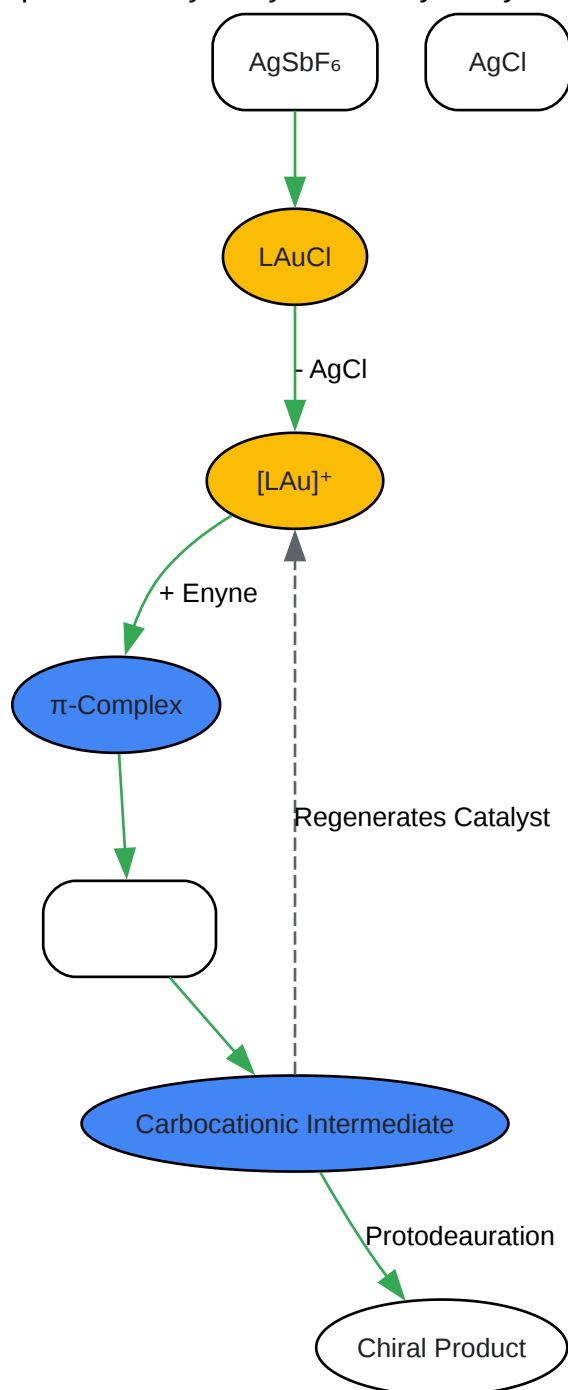 AgSbF₆
AgCl
LAuCl
- AgCl
[LAu]⁺
+ Enyne
π-Complex
Regenerates Catalyst
Carbocationic Intermediate
Protodeauration
Chiral Product